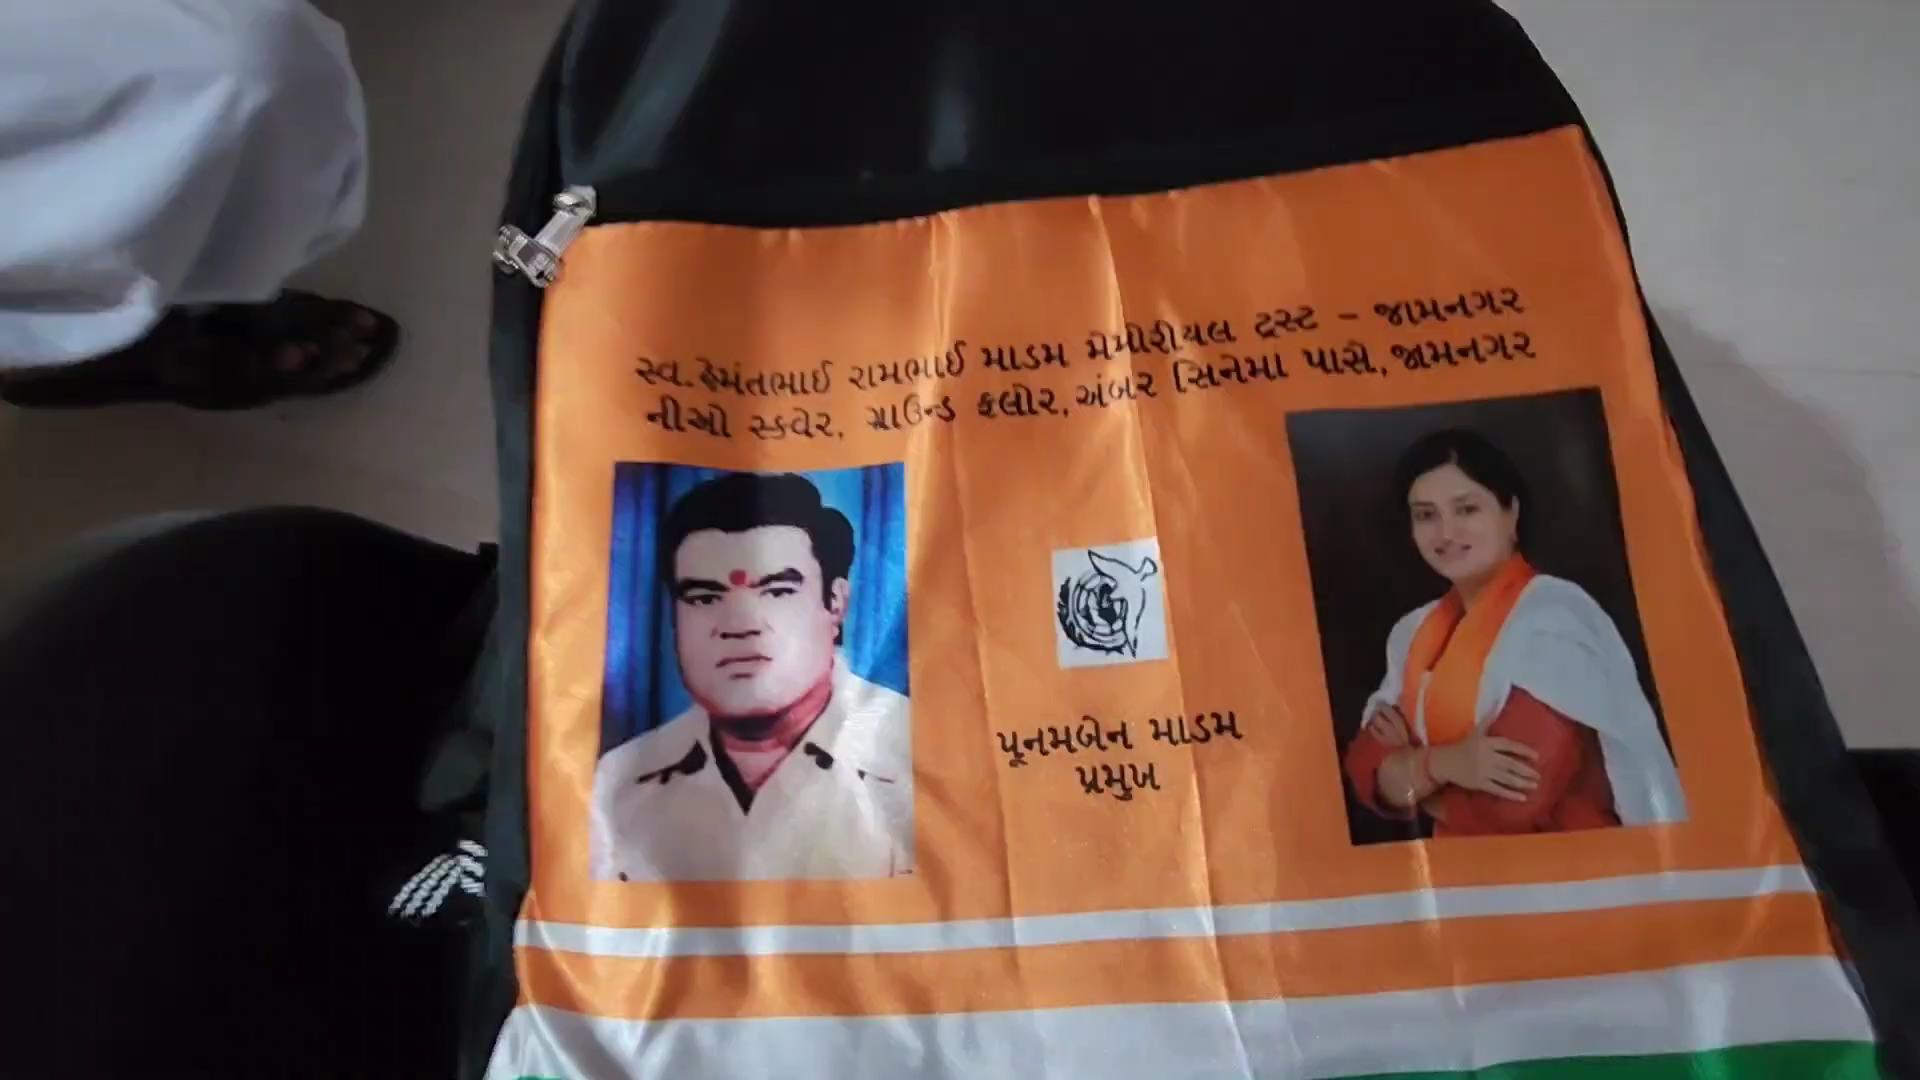 સ્વ.હેમંતભાઈ રામભાઈ માડમ મેમોરીયલ ટ્રસ્ટ – જામનગર
નીઓ સ્કવેર, ગ્રાઉન્ડ ફલોર, અંબર સિનેમા પાસે, જામનગર
પૂનમબેન માડમ
પ્રમુખ